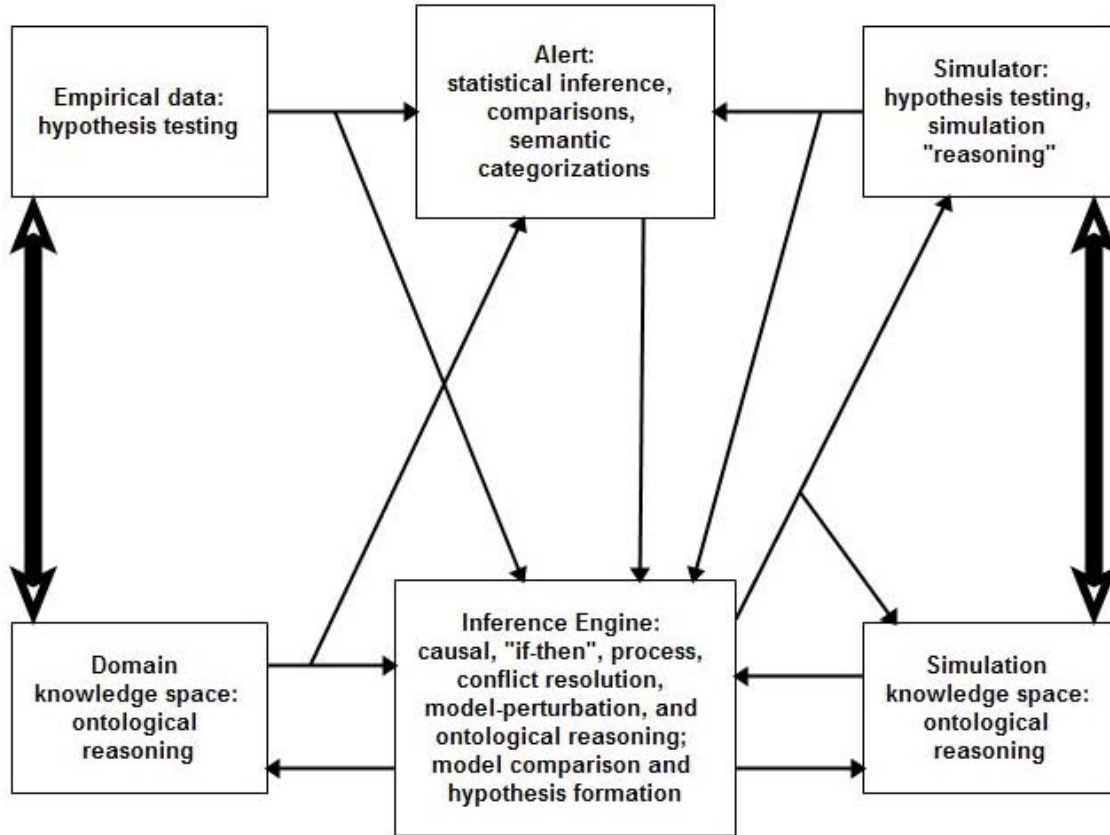 Empirical data:
hypothesis testing
Alert:
statistical inference,
comparisons,
semantic
categorizations
Simulator:
hypothesis testing,
simulation
"reasoning"
Domain
knowledge space:
ontological
reasoning
Inference Engine:
causal, "if-then", process,
conflict resolution,
model-perturbation, and
ontological reasoning;
model comparison and
hypothesis formation
Simulation
knowledge space:
ontological
reasoning